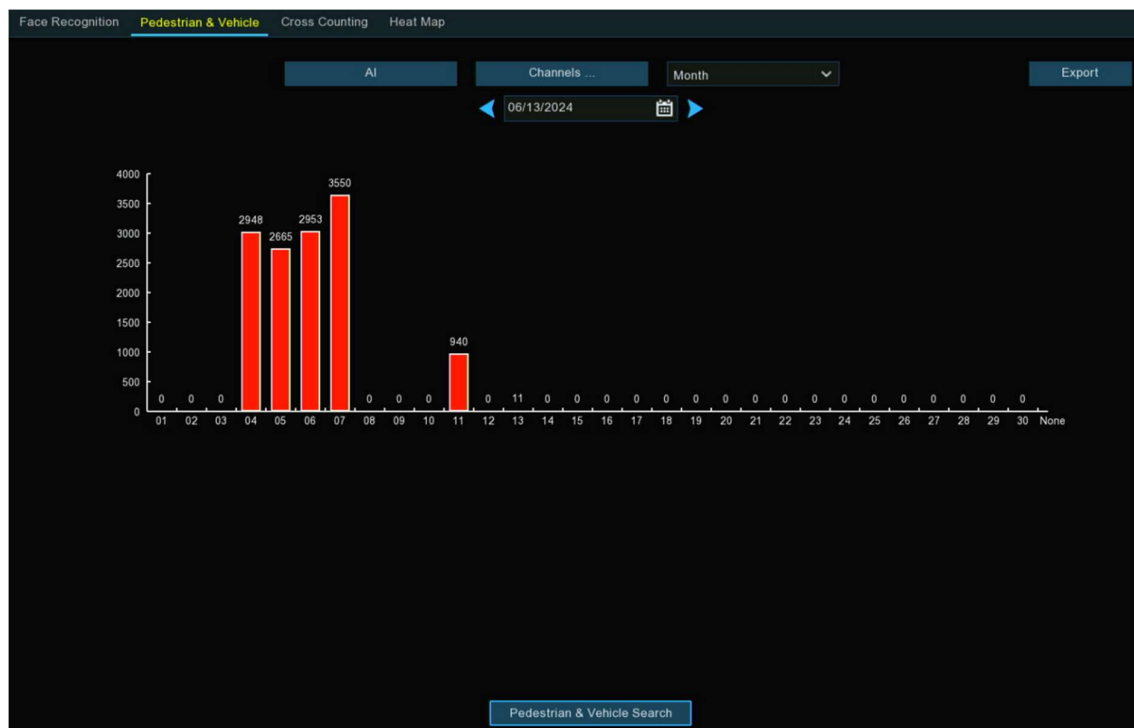 Face Recognition Pedestrian & Vehicle Cross Counting Heat Map
AI Channels ... Month Export
06/13/2024
4000
3550
3500
2948 2953
3000
2665
2500
2000
1500
940
1000
500
0 0 0 0 0 0 0 11 0 0 0 0 0 0 0 0 0 0 0 0 0 0 0 0 0
0
01 02 03 04 05 06 07 08 09 10 11 12 13 14 15 16 17 18 19 20 21 22 23 24 25 26 27 28 29 30 None
Pedestrian & Vehicle Search